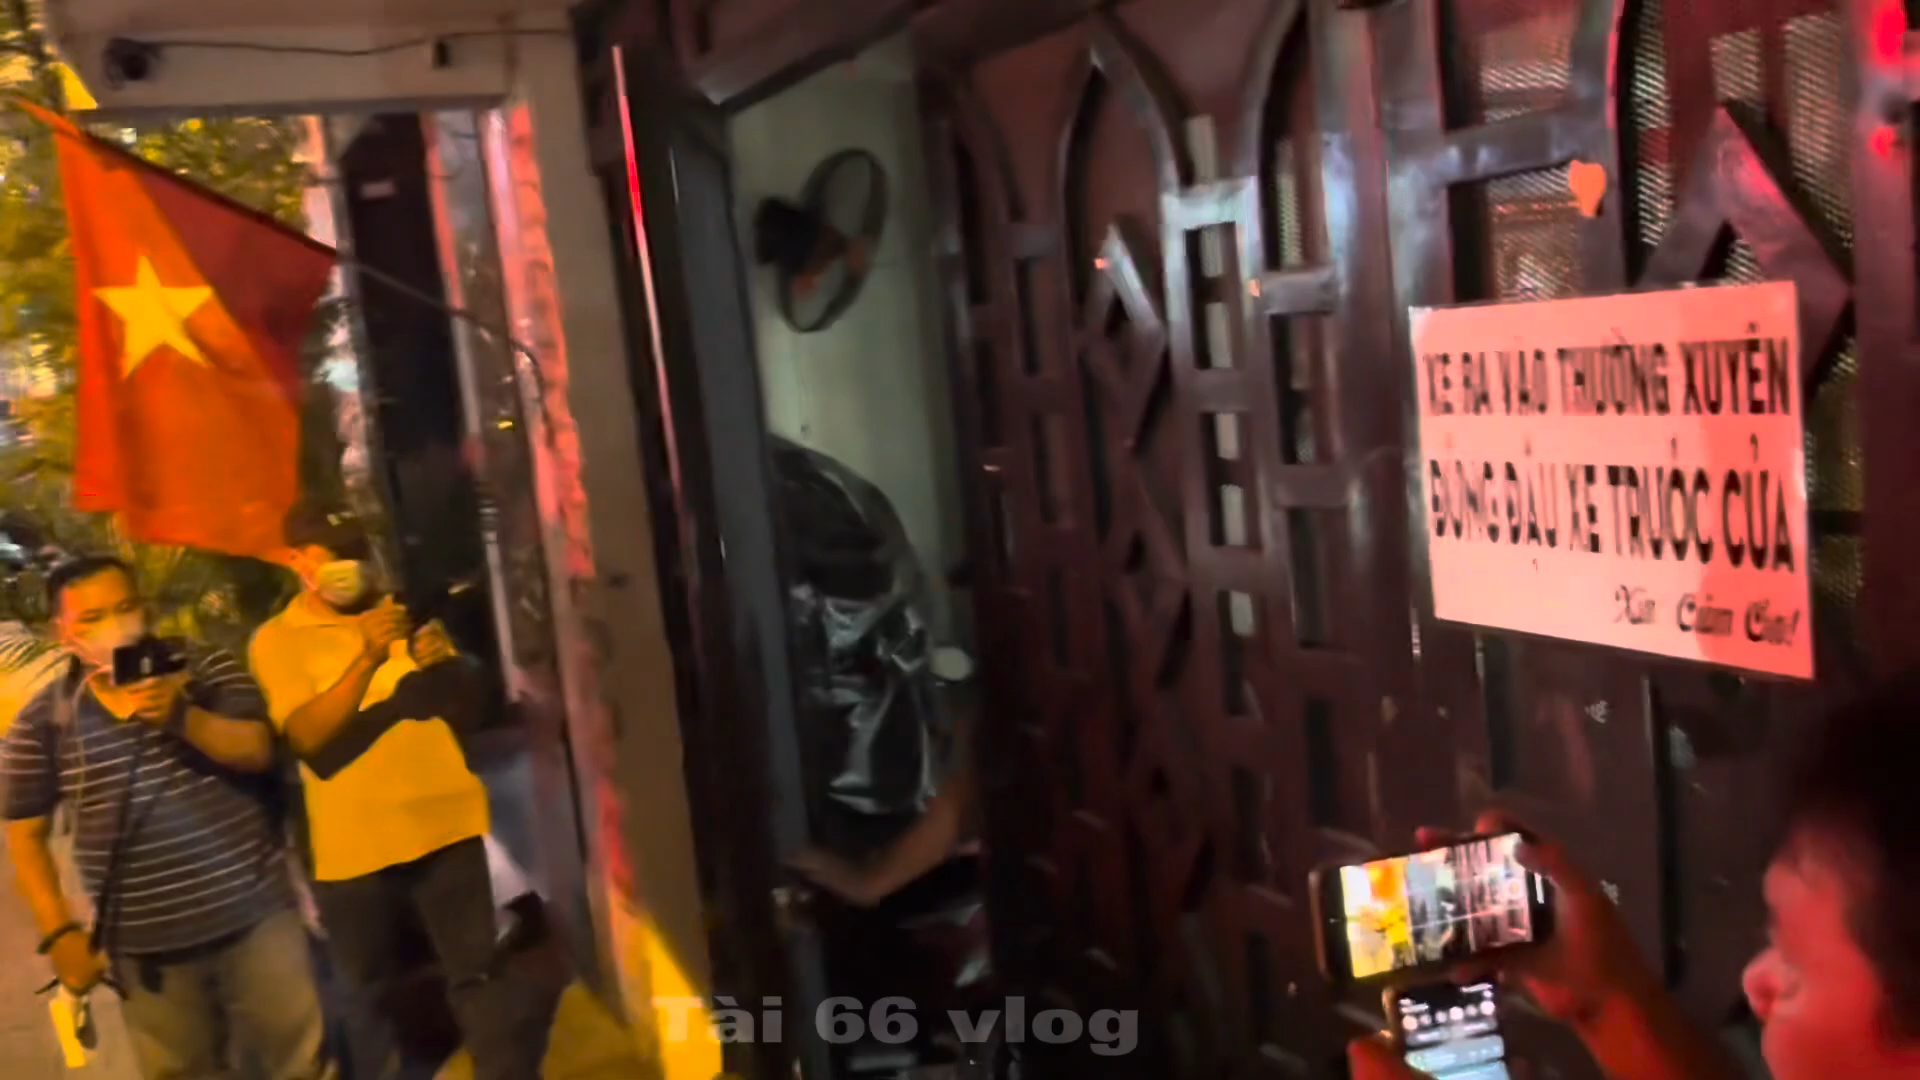 XE RA VÀO THƯỜNG XUYÊN
ĐỪNG ĐẬU XE TRƯỚC CỬA
Xin Cảm Ơn!
Tài 66 vlog